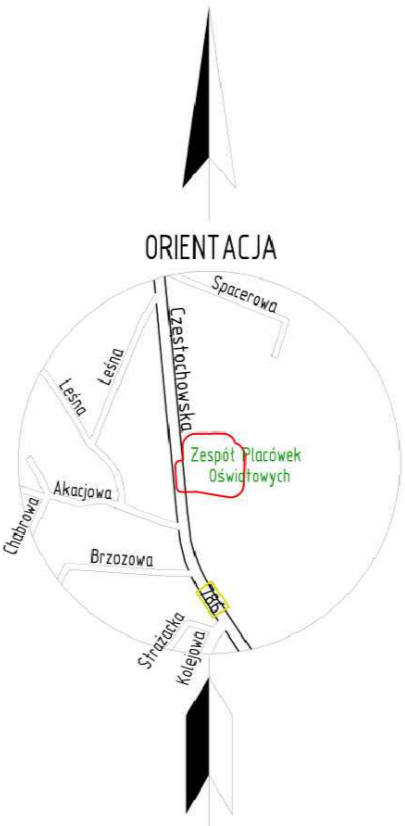 ORIENTACJA
Spacerowa
Częstochowska
Leśna
Leśna
Zespół Placówek
Oświatowych
Akacjowa
Chabrowa
Brzozowa
786
Strażacka
Kolejowa